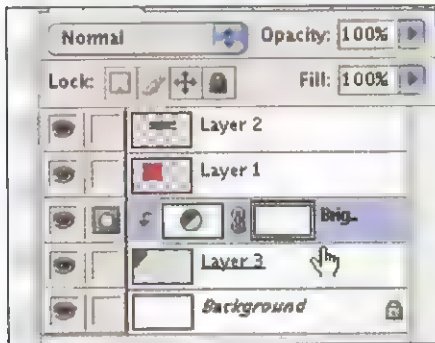 Normal Opacity: 100%
Lock: Fill: 100%
Layer 2
Layer 1
Brig...
Layer 3
Background